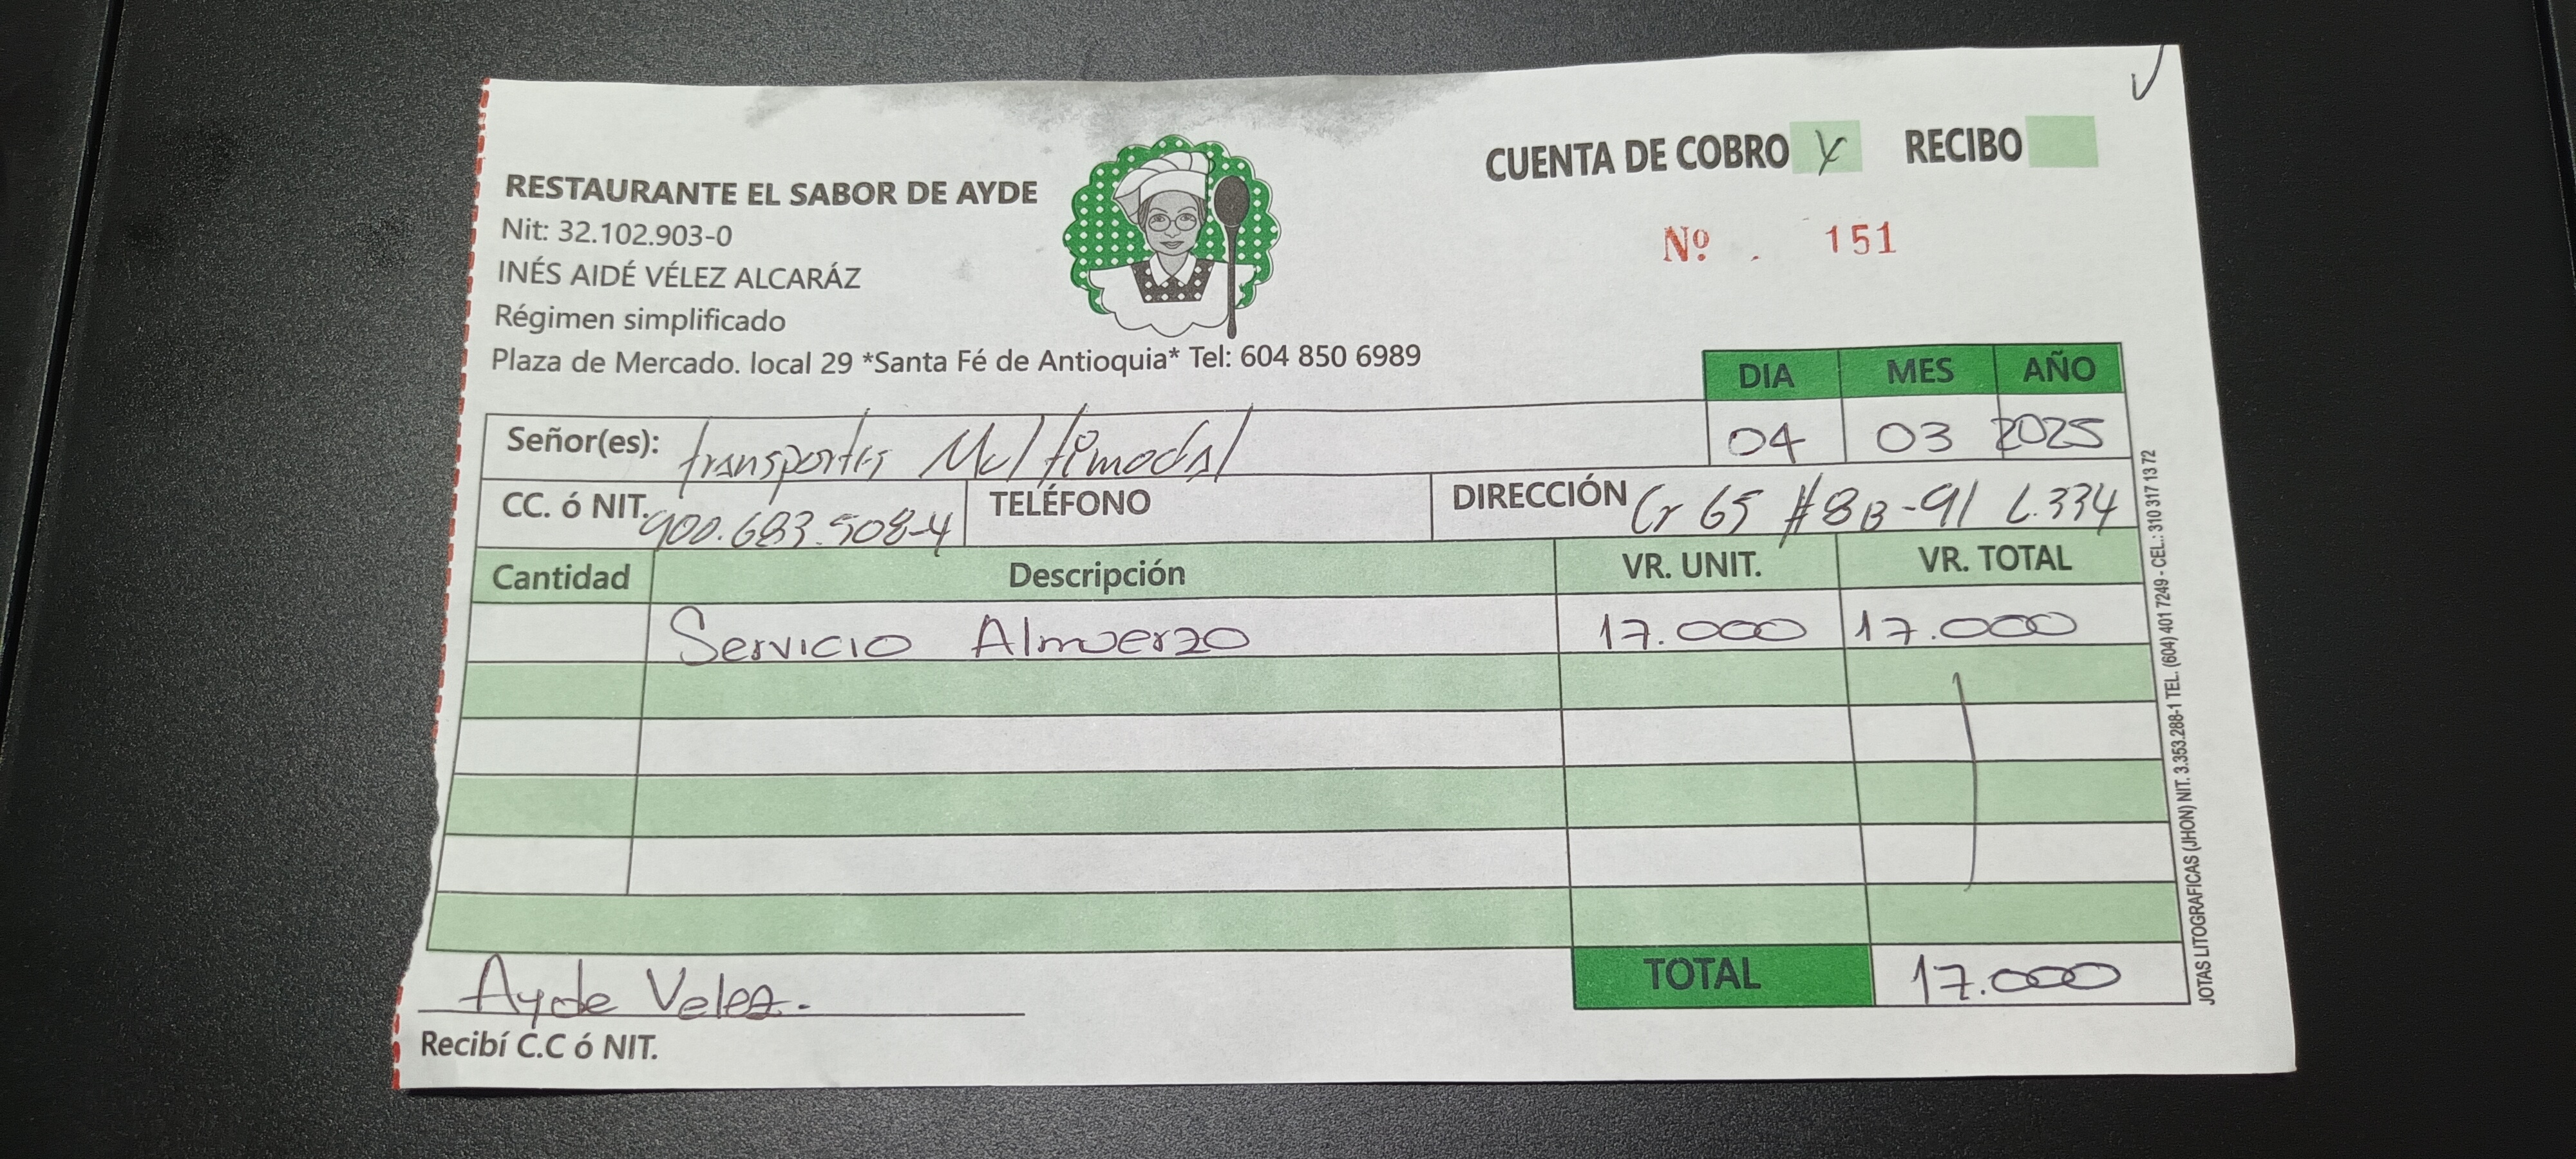 CUENTA DE COBRO X RECIBO
RESTAURANTE EL SABOR DE AYDE
Nit: 32.102.903-0
Nº. 151
INÉS AIDÉ VÉLEZ ALCARÁZ
Régimen simplificado
Plaza de Mercado. local 29 *Santa Fé de Antioquia* Tel: 604 850 6989
DIA MES AÑO
04 03 2025
Señor(es): transportes Multimodal
CC. ó NIT. 900.683.508-4 TELÉFONO DIRECCIÓN Cr 65 #8B-91 L.334
Cantidad Descripción VR. UNIT. VR. TOTAL
Servicio Almuerzo 17.000 17.000
TOTAL 17.000
Ayde Velez.
Recibí C.C ó NIT.
JOTAS LITOGRAFICAS (JHON) NIT. 3.353.288-1 TEL. (604) 401 7249 - CEL.: 310 317 13 72